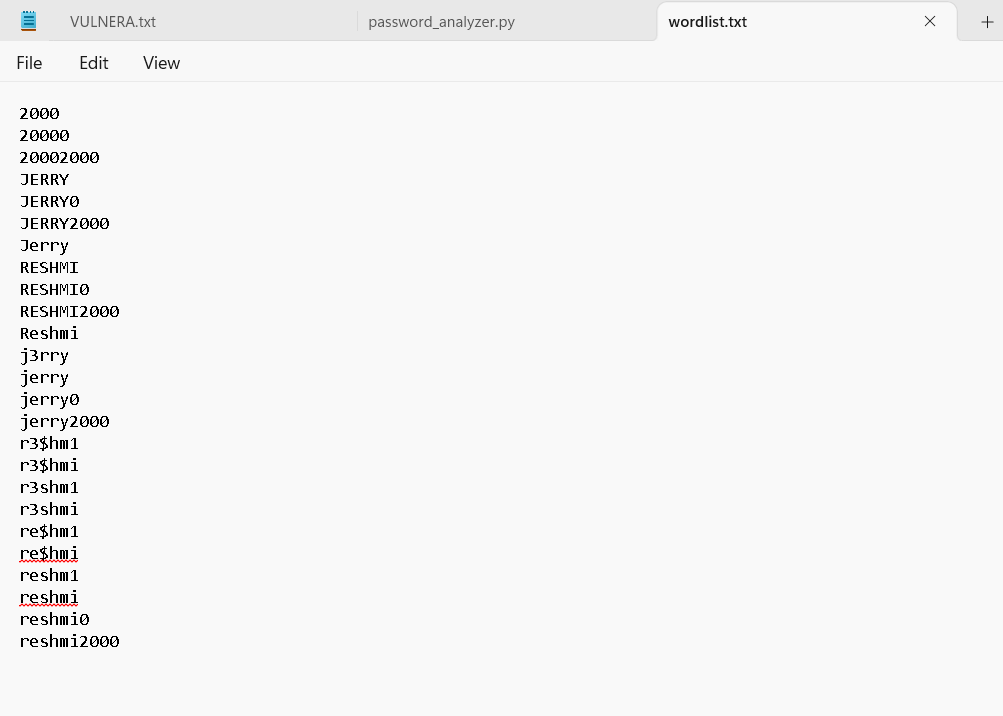 VULNERA.txt password_analyzer.py wordlist.txt
File Edit View
2000
20000
20002000
JERRY
JERRY0
JERRY2000
Jerry
RESHMI
RESHMI0
RESHMI2000
Reshmi
j3rry
jerry
jerry0
jerry2000
r3$hm1
r3$hmi
r3shm1
r3shmi
re$hm1
re$hmi
reshm1
reshmi
reshmi0
reshmi2000